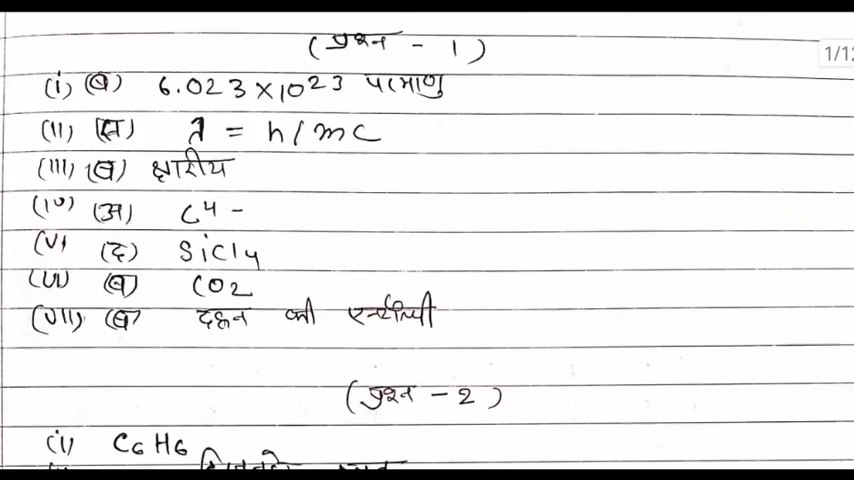 (प्रश्न - 1)
1/12
(i) (ब) 6.023×10²³ परमाणु
(II) (स) λ = h/mc
(III) (ब) क्षारीय
(IV) (अ) C⁴-
(V) (द) SiCl4
(VI) (ब) CO2
(VII) (ब) दहन की एन्थैल्पी
(प्रश्न - 2)
(i) C6H6